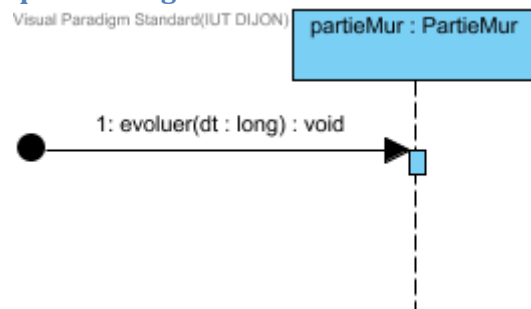 Visual Paradigm Standard(IUT DIJON)
partieMur : PartieMur
1: evoluer(dt : long) : void